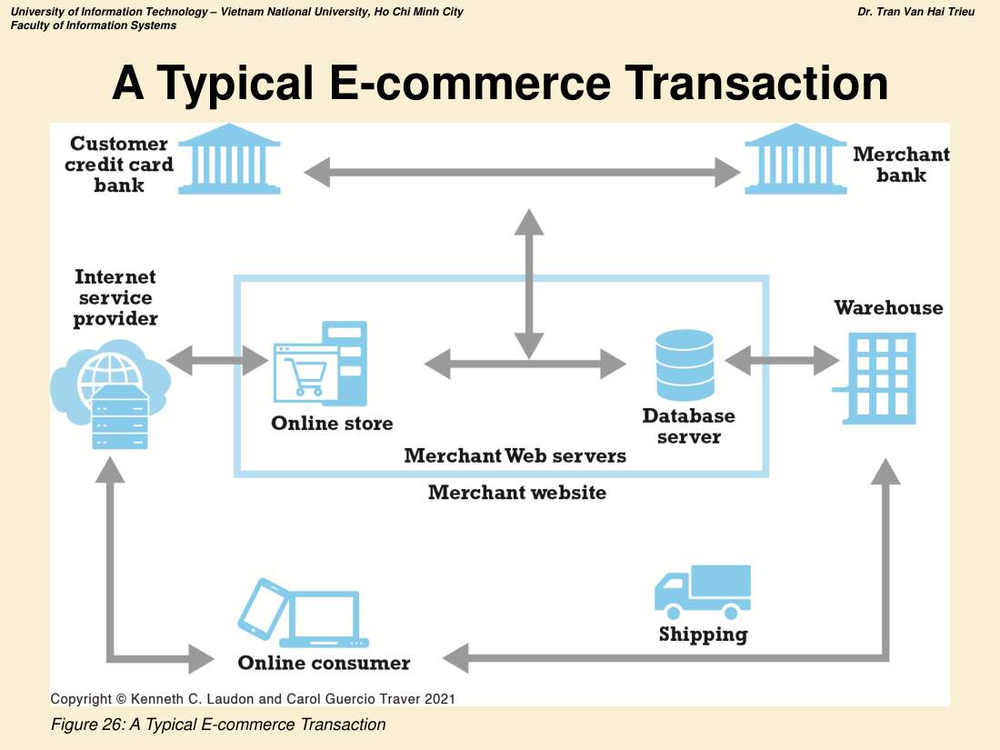 University of Information Technology – Vietnam National University, Ho Chi Minh City
Dr. Tran Van Hai Trieu
Faculty of Information Systems
A Typical E-commerce Transaction
Customer
credit card
bank
Merchant
bank
Internet
service
provider
Warehouse
Online store
Database
server
Merchant Web servers
Merchant website
Shipping
Online consumer
Copyright © Kenneth C. Laudon and Carol Guercio Traver 2021
Figure 26: A Typical E-commerce Transaction